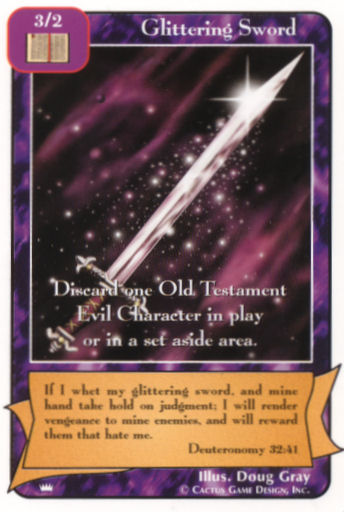 3/2
Glittering Sword
Discard one Old Testament
Evil Character in play
or in a set aside area.
If I whet my glittering sword, and mine
hand take hold on judgment; I will render
vengeance to mine enemies, and will reward
them that hate me.
Deuteronomy 32:41
Illus. Doug Gray
© Cactus Game Design, Inc.